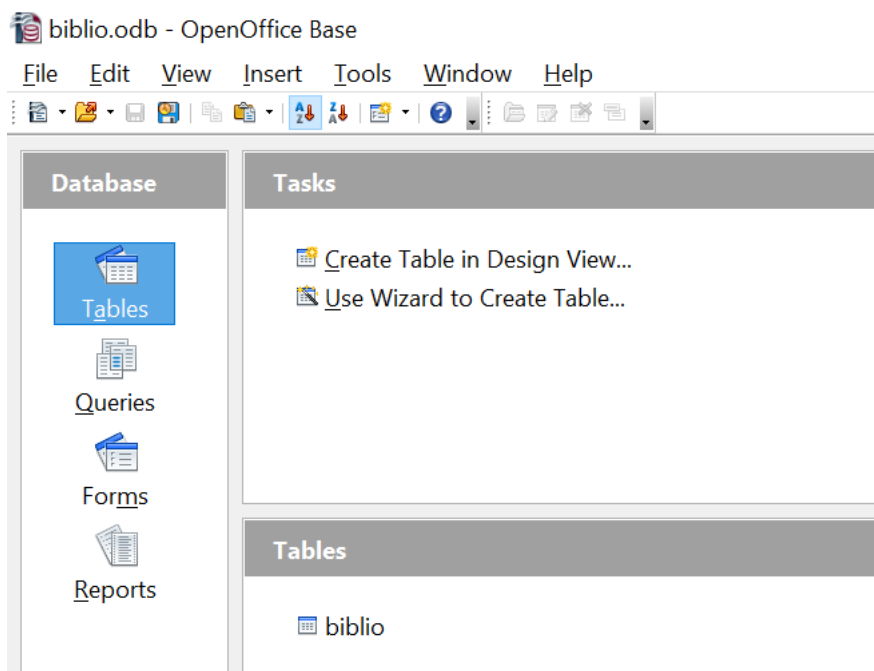 biblio.odb - OpenOffice Base
File Edit View Insert Tools Window Help
Database
Tables
Queries
Forms
Reports
Tasks
Create Table in Design View...
Use Wizard to Create Table...
Tables
biblio